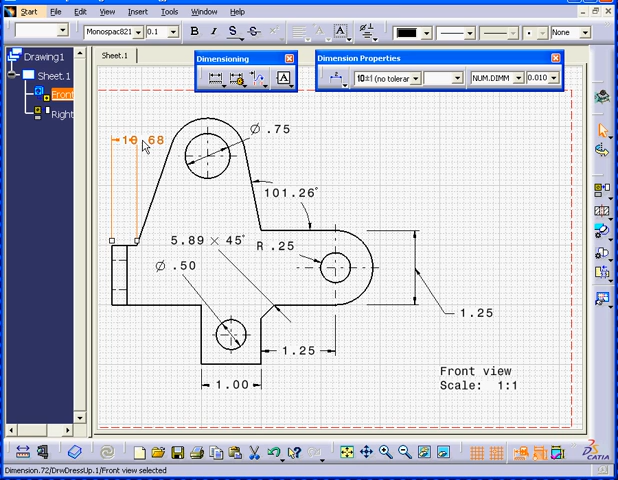 Start File Edit View Insert Tools Window Help
Monospac821 0.1 B I S S A None
Drawing1
Sheet.1
Front
Right
Sheet.1
Dimensioning
Dimension Properties
10±1 (no toleran NUM.DIMM 0.010
10.68
Ø .75
101.26°
5.89 × 45°
R .25
Ø .50
1.25
1.25
1.00
Front view
Scale: 1:1
CATIA
Dimension.72/DrwDressUp.1/Front view selected